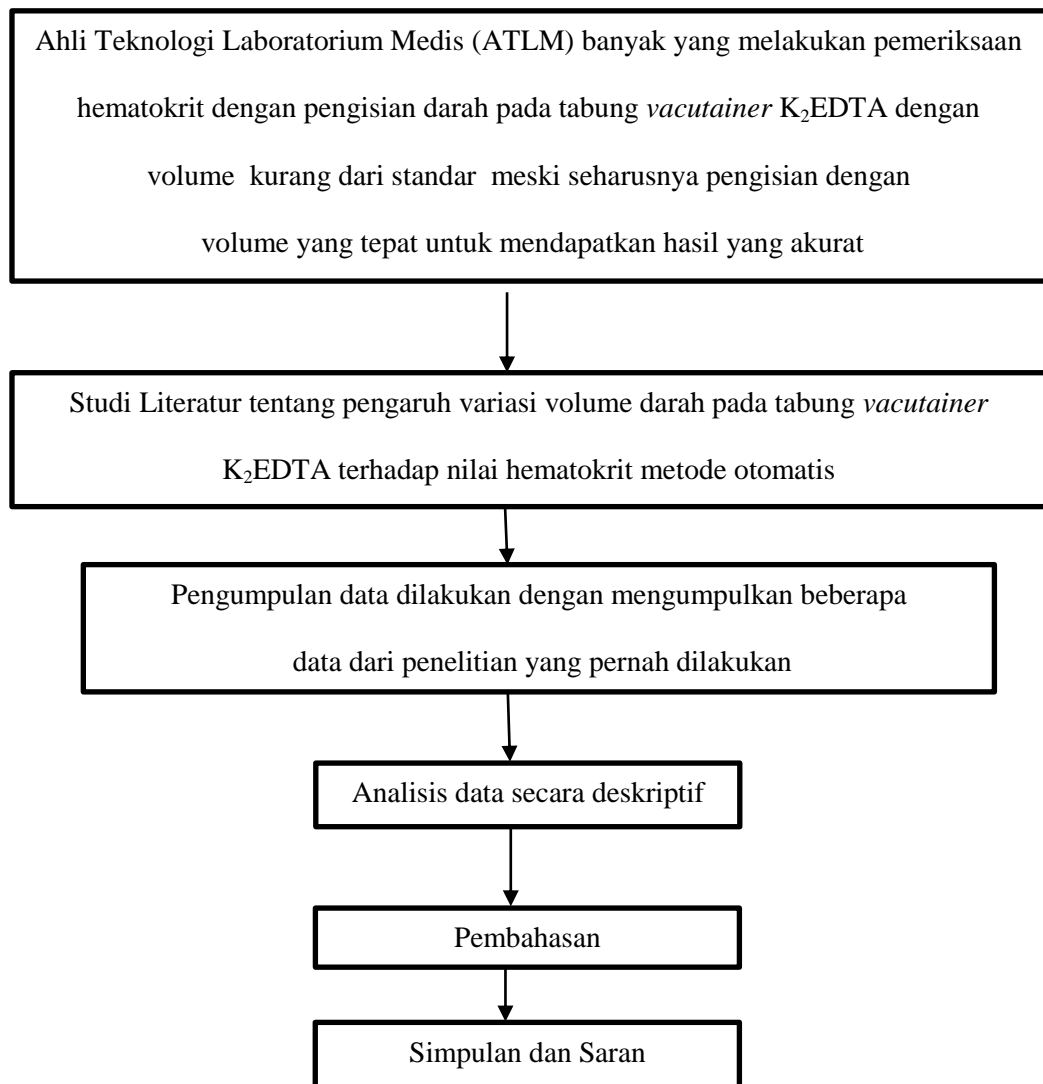 Ahli Teknologi Laboratorium Medis (ATLM) banyak yang melakukan pemeriksaan
hematokrit dengan pengisian darah pada tabung vacutainer K₂EDTA dengan
volume kurang dari standar meski seharusnya pengisian dengan
volume yang tepat untuk mendapatkan hasil yang akurat
Studi Literatur tentang pengaruh variasi volume darah pada tabung vacutainer
K₂EDTA terhadap nilai hematokrit metode otomatis
Pengumpulan data dilakukan dengan mengumpulkan beberapa
data dari penelitian yang pernah dilakukan
Analisis data secara deskriptif
Pembahasan
Simpulan dan Saran